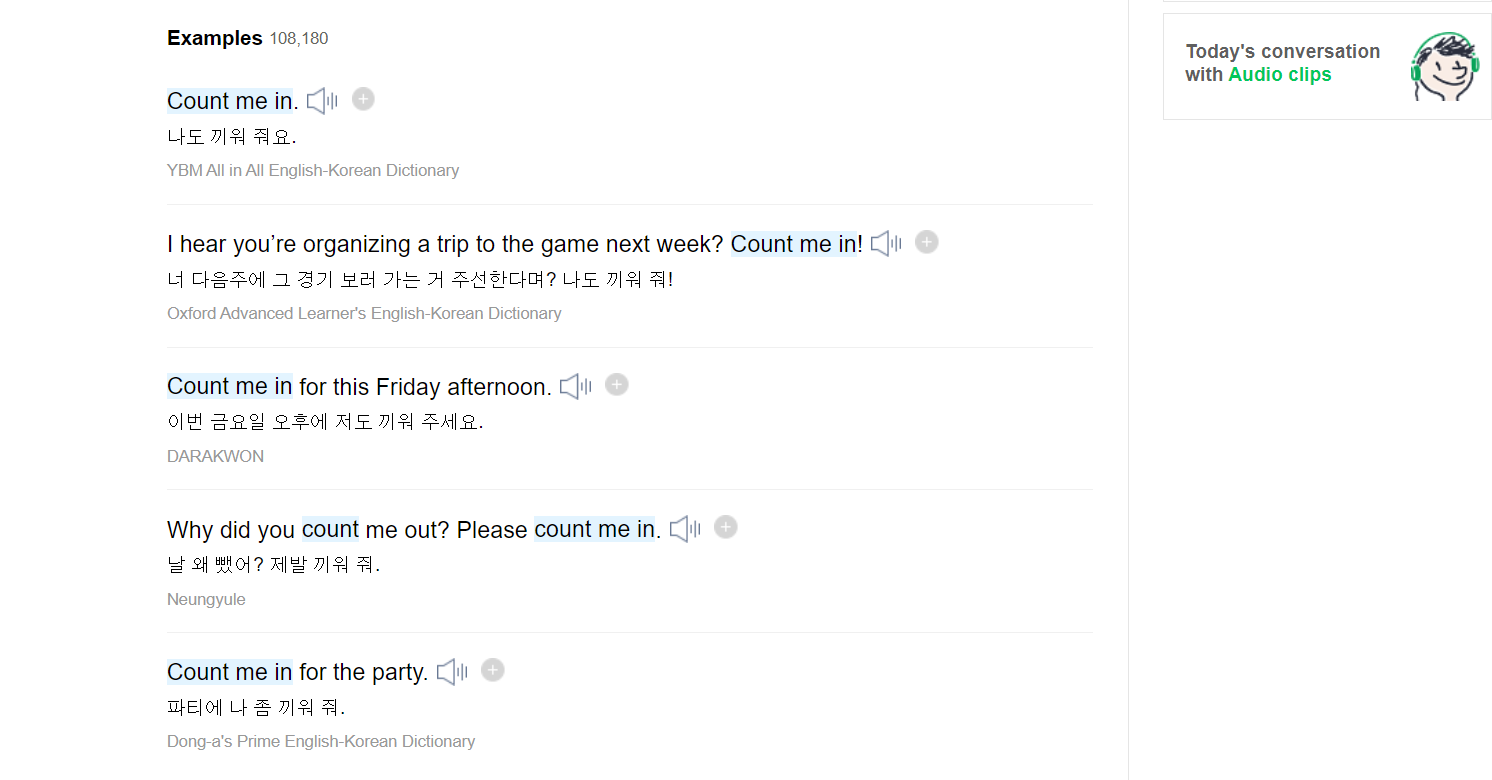 Examples 108,180
Count me in.
나도 끼워 줘요.
YBM All in All English-Korean Dictionary
I hear you’re organizing a trip to the game next week? Count me in!
너 다음주에 그 경기 보러 가는 거 주선한다며? 나도 끼워 줘!
Oxford Advanced Learner's English-Korean Dictionary
Count me in for this Friday afternoon.
이번 금요일 오후에 저도 끼워 주세요.
DARAKWON
Why did you count me out? Please count me in.
날 왜 뺐어? 제발 끼워 줘.
Neungyule
Count me in for the party.
파티에 나 좀 끼워 줘.
Dong-a's Prime English-Korean Dictionary
Today's conversation
with Audio clips